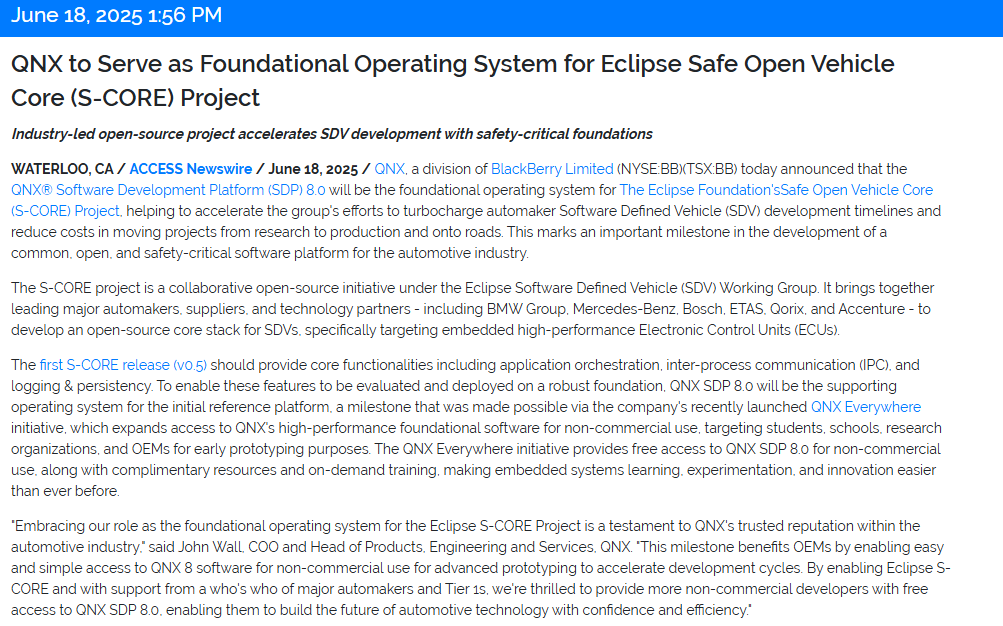 June 18, 2025 1:56 PM
QNX to Serve as Foundational Operating System for Eclipse Safe Open Vehicle
Core (S-CORE) Project
Industry-led open-source project accelerates SDV development with safety-critical foundations
WATERLOO, CA / ACCESS Newswire / June 18, 2025 / QNX, a division of BlackBerry Limited (NYSE:BB)(TSX:BB) today announced that the
QNX® Software Development Platform (SDP) 8.0 will be the foundational operating system for The Eclipse Foundation'sSafe Open Vehicle Core
(S-CORE) Project, helping to accelerate the group's efforts to turbocharge automaker Software Defined Vehicle (SDV) development timelines and
reduce costs in moving projects from research to production and onto roads. This marks an important milestone in the development of a
common, open, and safety-critical software platform for the automotive industry.
The S-CORE project is a collaborative open-source initiative under the Eclipse Software Defined Vehicle (SDV) Working Group. It brings together
leading major automakers, suppliers, and technology partners - including BMW Group, Mercedes-Benz, Bosch, ETAS, Qorix, and Accenture - to
develop an open-source core stack for SDVs, specifically targeting embedded high-performance Electronic Control Units (ECUs).
The first S-CORE release (v0.5) should provide core functionalities including application orchestration, inter-process communication (IPC), and
logging & persistency. To enable these features to be evaluated and deployed on a robust foundation, QNX SDP 8.0 will be the supporting
operating system for the initial reference platform, a milestone that was made possible via the company's recently launched QNX Everywhere
initiative, which expands access to QNX's high-performance foundational software for non-commercial use, targeting students, schools, research
organizations, and OEMs for early prototyping purposes. The QNX Everywhere initiative provides free access to QNX SDP 8.0 for non-commercial
use, along with complimentary resources and on-demand training, making embedded systems learning, experimentation, and innovation easier
than ever before.
"Embracing our role as the foundational operating system for the Eclipse S-CORE Project is a testament to QNX's trusted reputation within the
automotive industry," said John Wall, COO and Head of Products, Engineering and Services, QNX. "This milestone benefits OEMs by enabling easy
and simple access to QNX 8 software for non-commercial use for advanced prototyping to accelerate development cycles. By enabling Eclipse S-
CORE and with support from a who's who of major automakers and Tier 1s, we're thrilled to provide more non-commercial developers with free
access to QNX SDP 8.0, enabling them to build the future of automotive technology with confidence and efficiency."